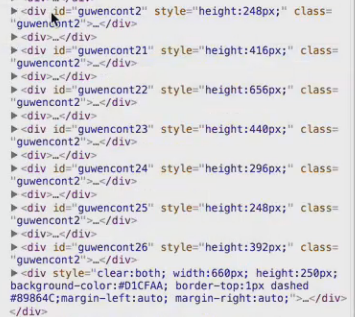 ▶<div id="guwencont2" style="height:248px;" class=
"guwencont2">…</div>
▶<div>…</div>
▶<div id="guwencont21" style="height:416px;" class=
"guwencont2">…</div>
▶<div>…</div>
▶<div id="guwencont22" style="height:656px;" class=
"guwencont2">…</div>
▶<div>…</div>
▶<div id="guwencont23" style="height:440px;" class=
"guwencont2">…</div>
▶<div>…</div>
▶<div id="guwencont24" style="height:296px;" class=
"guwencont2">…</div>
▶<div>…</div>
▶<div id="guwencont25" style="height:248px;" class=
"guwencont2">…</div>
▶<div>…</div>
▶<div id="guwencont26" style="height:392px;" class=
"guwencont2">…</div>
▶<div style="clear:both; width:660px; height:250px;
background-color:#D1CFAA; border-top:1px dashed
#89864C;margin-left:auto; margin-right:auto;">…</div>
</div>